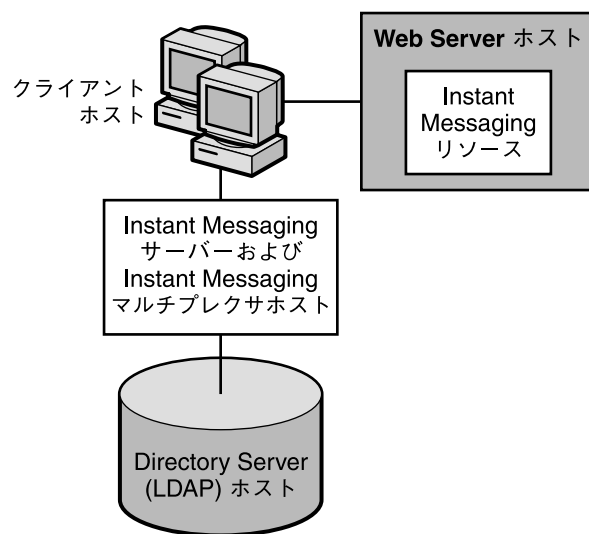 クライアント
ホスト
Web Server ホスト
Instant
Messaging
リソース
Instant Messaging
サーバーおよび
Instant Messaging
マルチプレクサホスト
Directory Server
(LDAP) ホスト